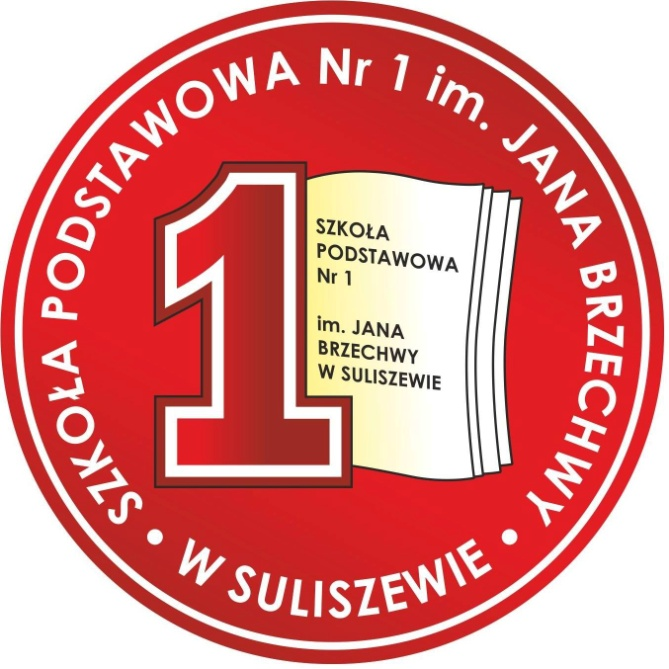 SZKOŁA PODSTAWOWA Nr 1 im. JANA BRZECHWY
• W SULISZEWIE •
1
SZKOŁA
PODSTAWOWA
Nr 1
im. JANA
BRZECHWY
W SULISZEWIE